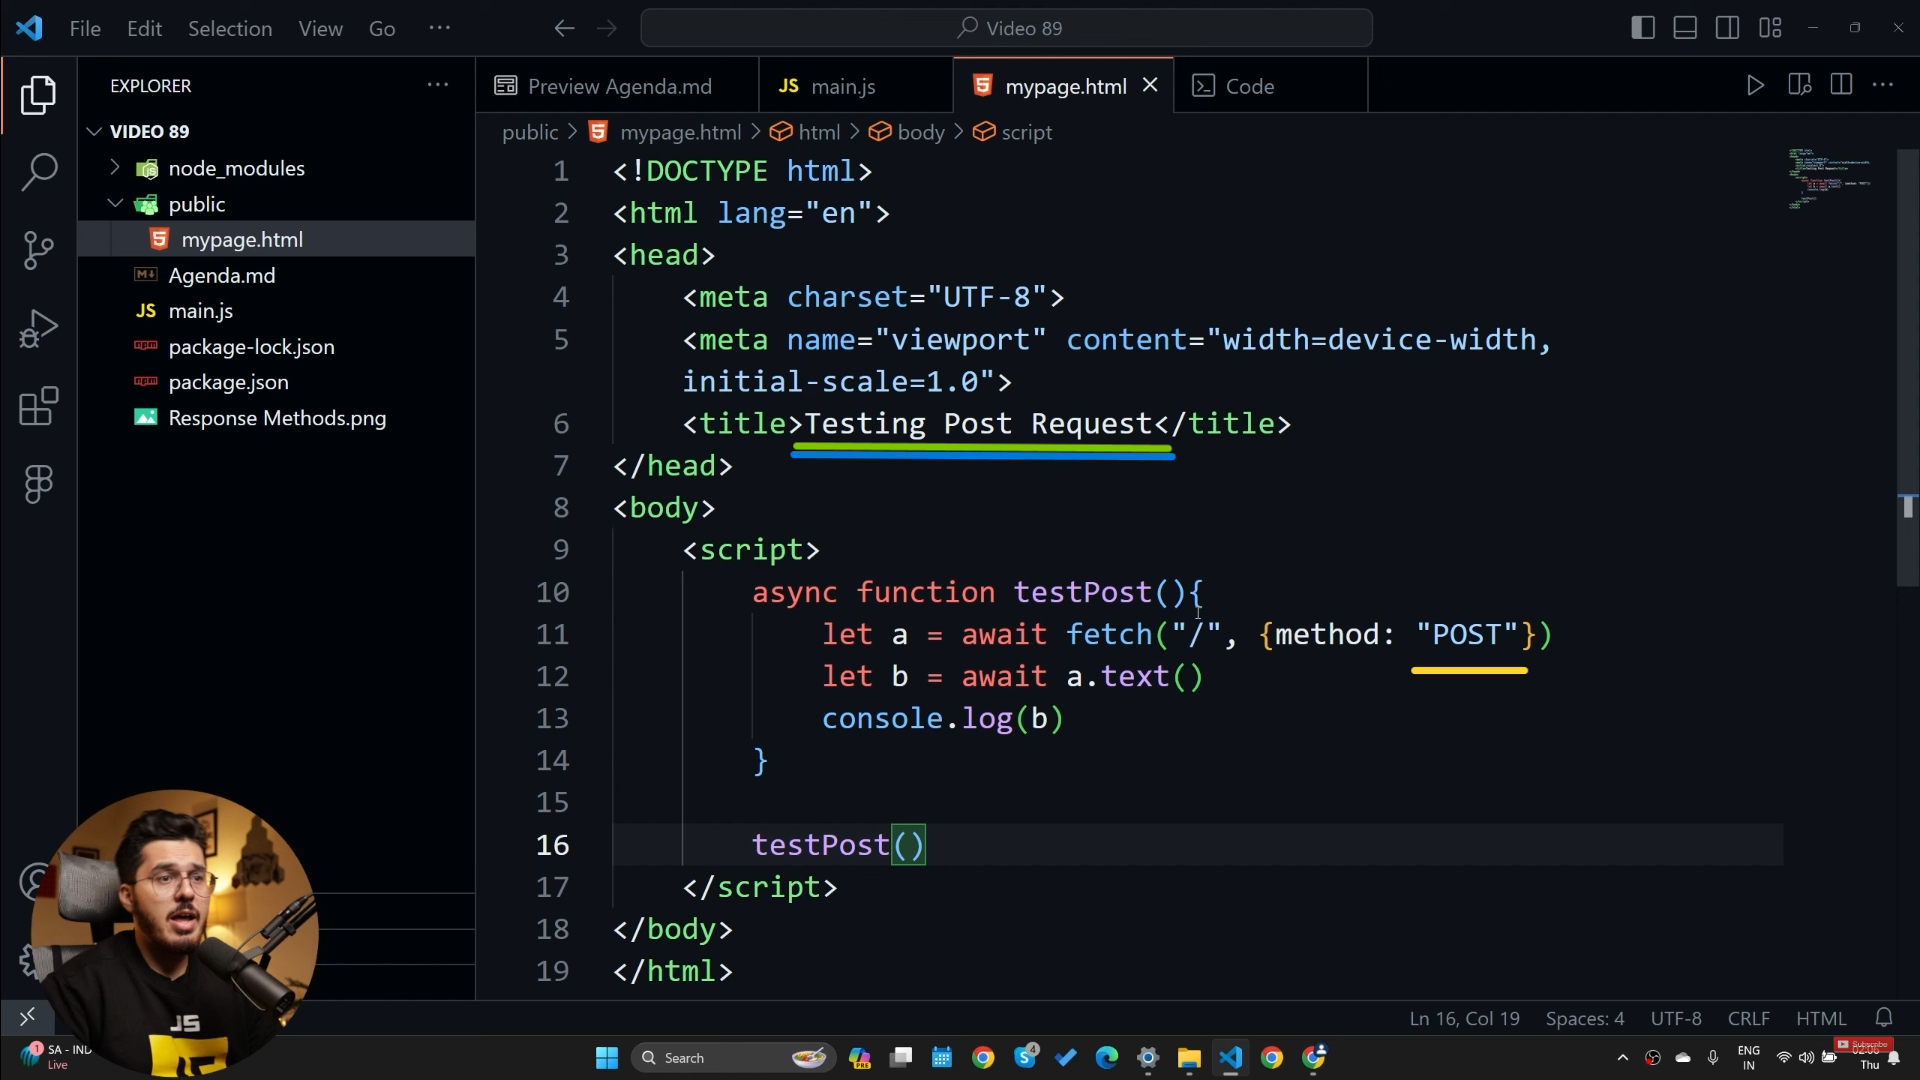 File Edit Selection View Go ···
Video 89
EXPLORER
VIDEO 89
node_modules
public
mypage.html
Agenda.md
main.js
package-lock.json
package.json
Response Methods.png
Preview Agenda.md
JS main.js
mypage.html
Code
public > mypage.html > html > body > script
1 <!DOCTYPE html>
2 <html lang="en">
3 <head>
4 <meta charset="UTF-8">
5 <meta name="viewport" content="width=device-width,
initial-scale=1.0">
6 <title>Testing Post Request</title>
7 </head>
8 <body>
9 <script>
10 async function testPost(){
11 let a = await fetch("/", {method: "POST"})
12 let b = await a.text()
13 console.log(b)
14 }
15
16 testPost()
17 </script>
18 </body>
19 </html>
JS
Ln 16, Col 19 Spaces: 4 UTF-8 CRLF HTML
1 SA - IND
Live
Search
PRE
4
ENG
IN
Subscribe
Thu